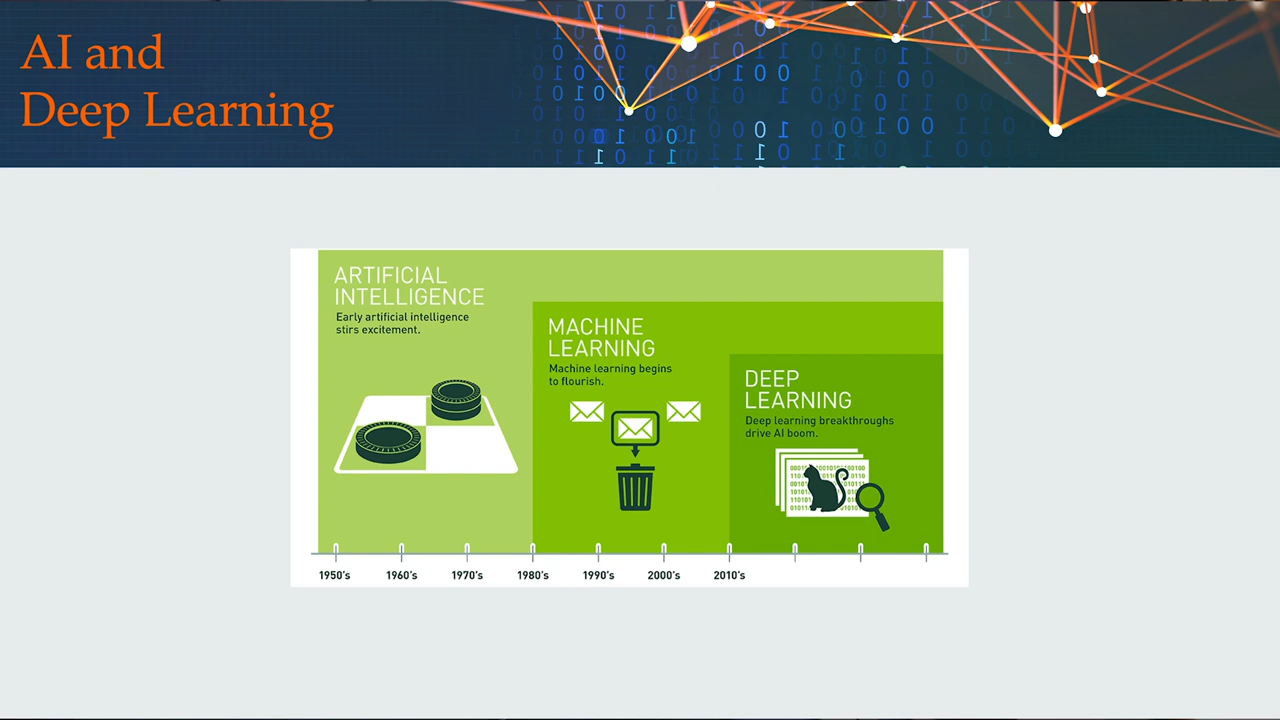 AI and
Deep Learning
ARTIFICIAL
INTELLIGENCE
Early artificial intelligence
stirs excitement.
MACHINE
LEARNING
Machine learning begins
to flourish.
DEEP
LEARNING
Deep learning breakthroughs
drive AI boom.
1950's 1960's 1970's 1980's 1990's 2000's 2010's